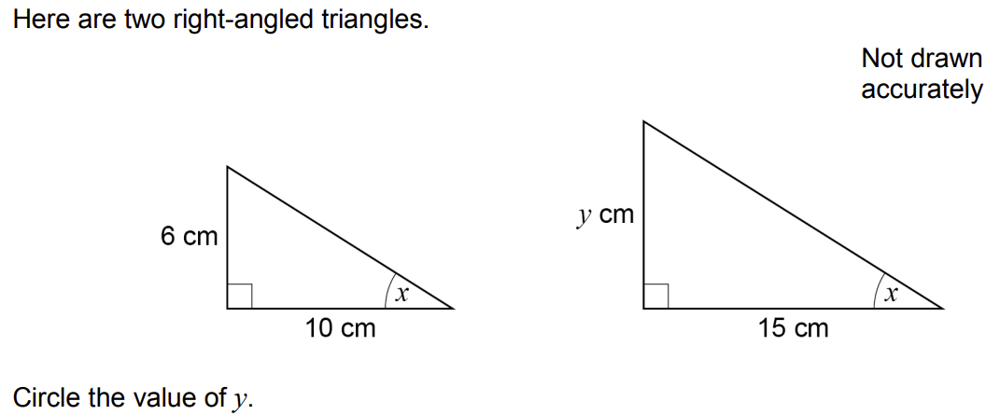 Here are two right-angled triangles.
Not drawn
accurately
y cm
6 cm
x
x
10 cm
15 cm
Circle the value of y.